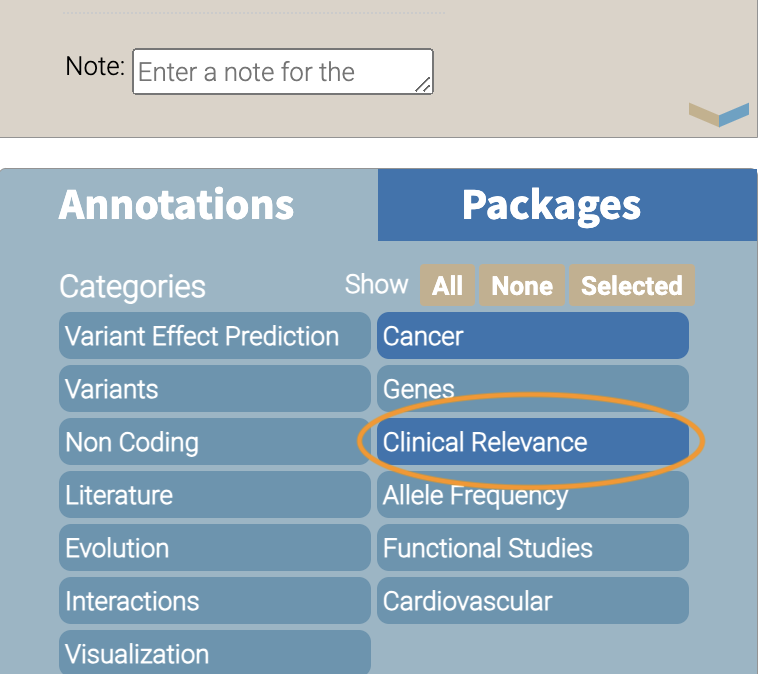 Note: Enter a note for the
Annotations Packages
Categories Show All None Selected
Variant Effect Prediction Cancer
Variants Genes
Non Coding Clinical Relevance
Literature Allele Frequency
Evolution Functional Studies
Interactions Cardiovascular
Visualization